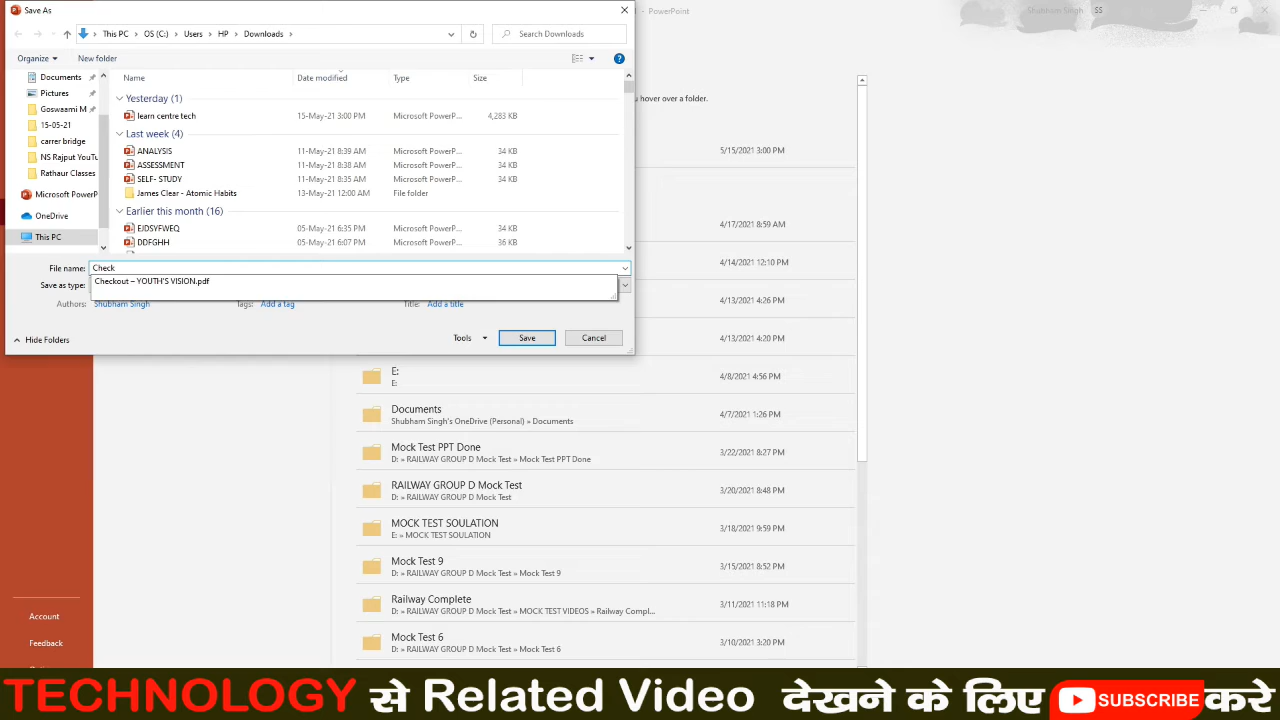 Save As
- PowerPoint
Shubham Singh SS
This PC › OS (C:) › Users › HP › Downloads ›
Search Downloads
Organize
New folder
Documents
Pictures
Goswaami M
15-05-21
carrer bridge
NS Rajput YouTu
Rathaur Classes
Microsoft PowerP
OneDrive
This PC
Name Date modified Type Size
Yesterday (1)
learn centre tech 15-May-21 3:00 PM Microsoft PowerP... 4,283 KB
Last week (4)
ANALYSIS 11-May-21 8:39 AM Microsoft PowerP... 34 KB
ASSESSMENT 11-May-21 8:38 AM Microsoft PowerP... 34 KB
SELF- STUDY 11-May-21 8:35 AM Microsoft PowerP... 34 KB
James Clear - Atomic Habits 13-May-21 12:00 AM File folder
Earlier this month (16)
EJDSYFWEQ 05-May-21 6:35 PM Microsoft PowerP... 34 KB
DDFGHH 05-May-21 6:07 PM Microsoft PowerP... 36 KB
File name: Check
Checkout – YOUTH'S VISION.pdf
Save as type:
Authors: Shubham Singh Tags: Add a tag Title: Add a title
Hide Folders
Tools
Save
Cancel
u hover over a folder.
5/15/2021 3:00 PM
4/17/2021 8:59 AM
4/14/2021 12:10 PM
4/13/2021 4:26 PM
4/13/2021 4:20 PM
E: 4/8/2021 4:56 PM
E:
Documents 4/7/2021 1:26 PM
Shubham Singh's OneDrive (Personal) » Documents
Mock Test PPT Done 3/22/2021 8:27 PM
D: » RAILWAY GROUP D Mock Test » Mock Test PPT Done
RAILWAY GROUP D Mock Test 3/20/2021 8:48 PM
D: » RAILWAY GROUP D Mock Test
MOCK TEST SOULATION 3/18/2021 9:59 PM
E: » MOCK TEST SOULATION
Mock Test 9 3/15/2021 8:52 PM
D: » RAILWAY GROUP D Mock Test » Mock Test 9
Railway Complete 3/11/2021 11:18 PM
D: » RAILWAY GROUP D Mock Test » MOCK TEST VIDEOS » Railway Compl...
Mock Test 6 3/10/2021 3:20 PM
D: » RAILWAY GROUP D Mock Test » Mock Test 6
Account
Feedback
TECHNOLOGY से Related Video देखने के लिए SUBSCRIBE करे